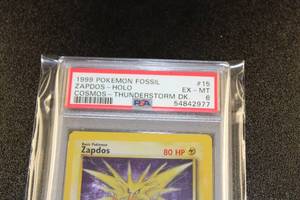 1999 POKEMON FOSSIL #15
ZAPDOS - HOLO EX - MT
COSMOS - THUNDERSTORM DK. 6
PSA 54842977
Basic Pokémon
Zapdos 80 HP